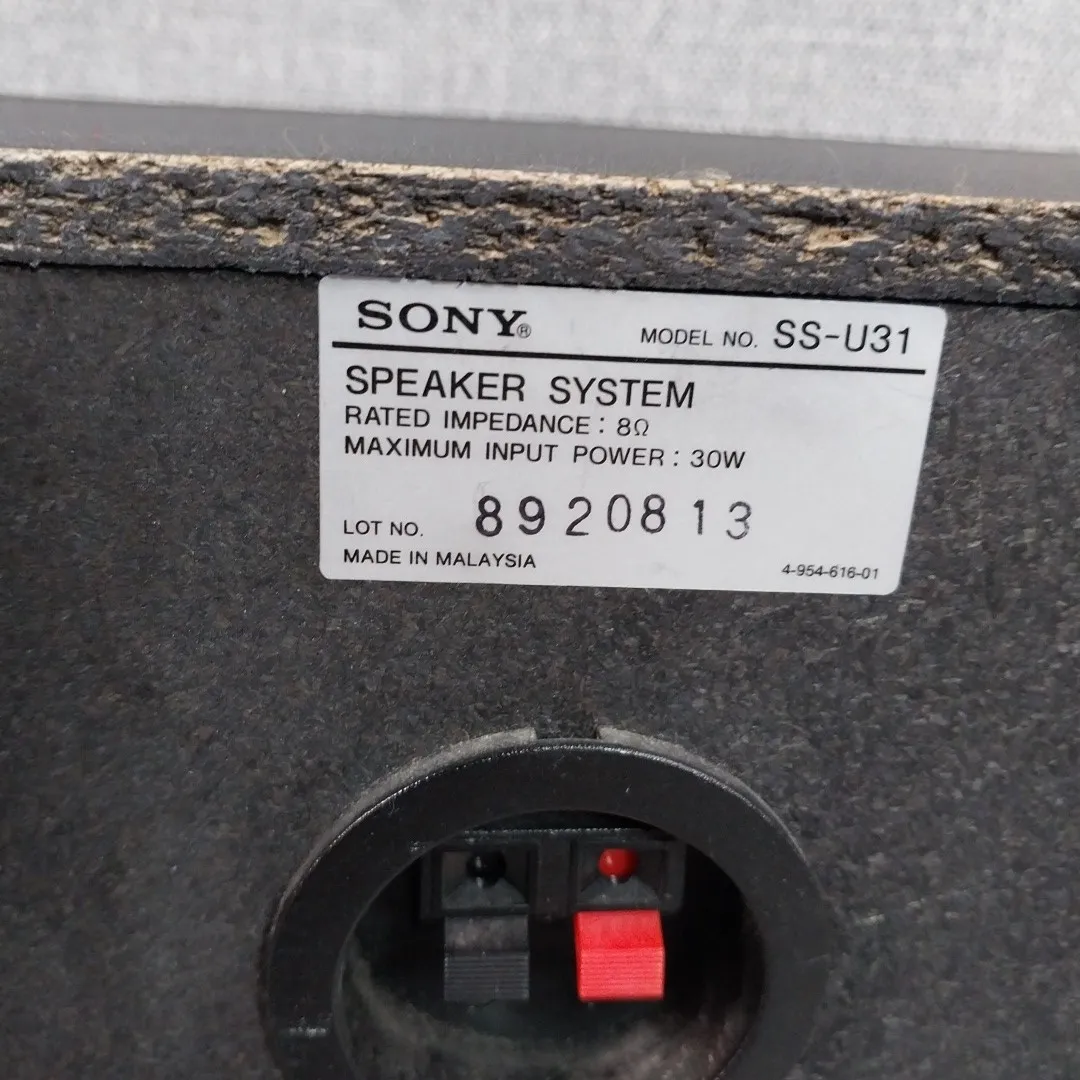 SONY® MODEL NO. SS-U31
SPEAKER SYSTEM
RATED IMPEDANCE : 8Ω
MAXIMUM INPUT POWER : 30W
LOT NO. 8920813
MADE IN MALAYSIA 4-954-616-01